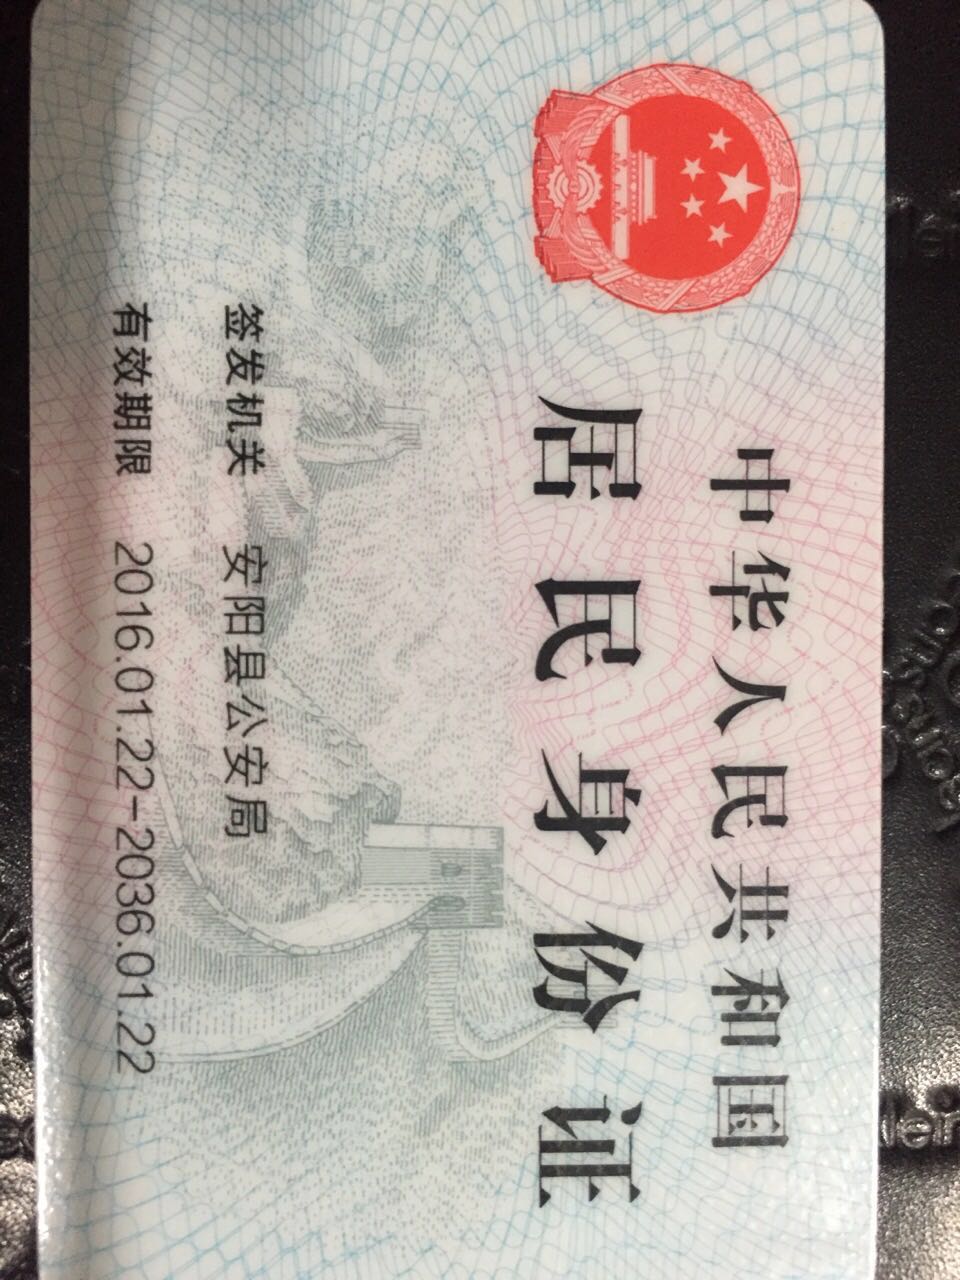 中华人民共和国
居民身份证
签发机关 安阳县公安局
有效期限 2016.01.22-2036.01.22